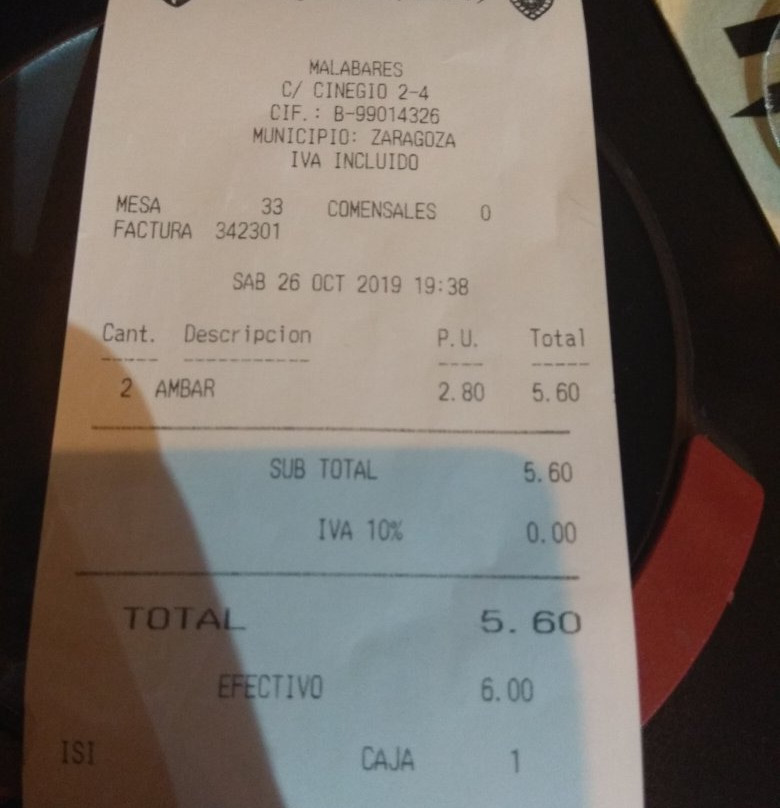 MALABARES
C/ CINEGIO 2-4
CIF.: B-99014326
MUNICIPIO: ZARAGOZA
IVA INCLUIDO
MESA 33 COMENSALES 0
FACTURA 342301
SAB 26 OCT 2019 19:38
Cant. Descripcion P.U. Total
2 AMBAR 2.80 5.60
SUB TOTAL 5.60
IVA 10% 0.00
TOTAL 5.60
EFECTIVO 6.00
ISI CAJA 1